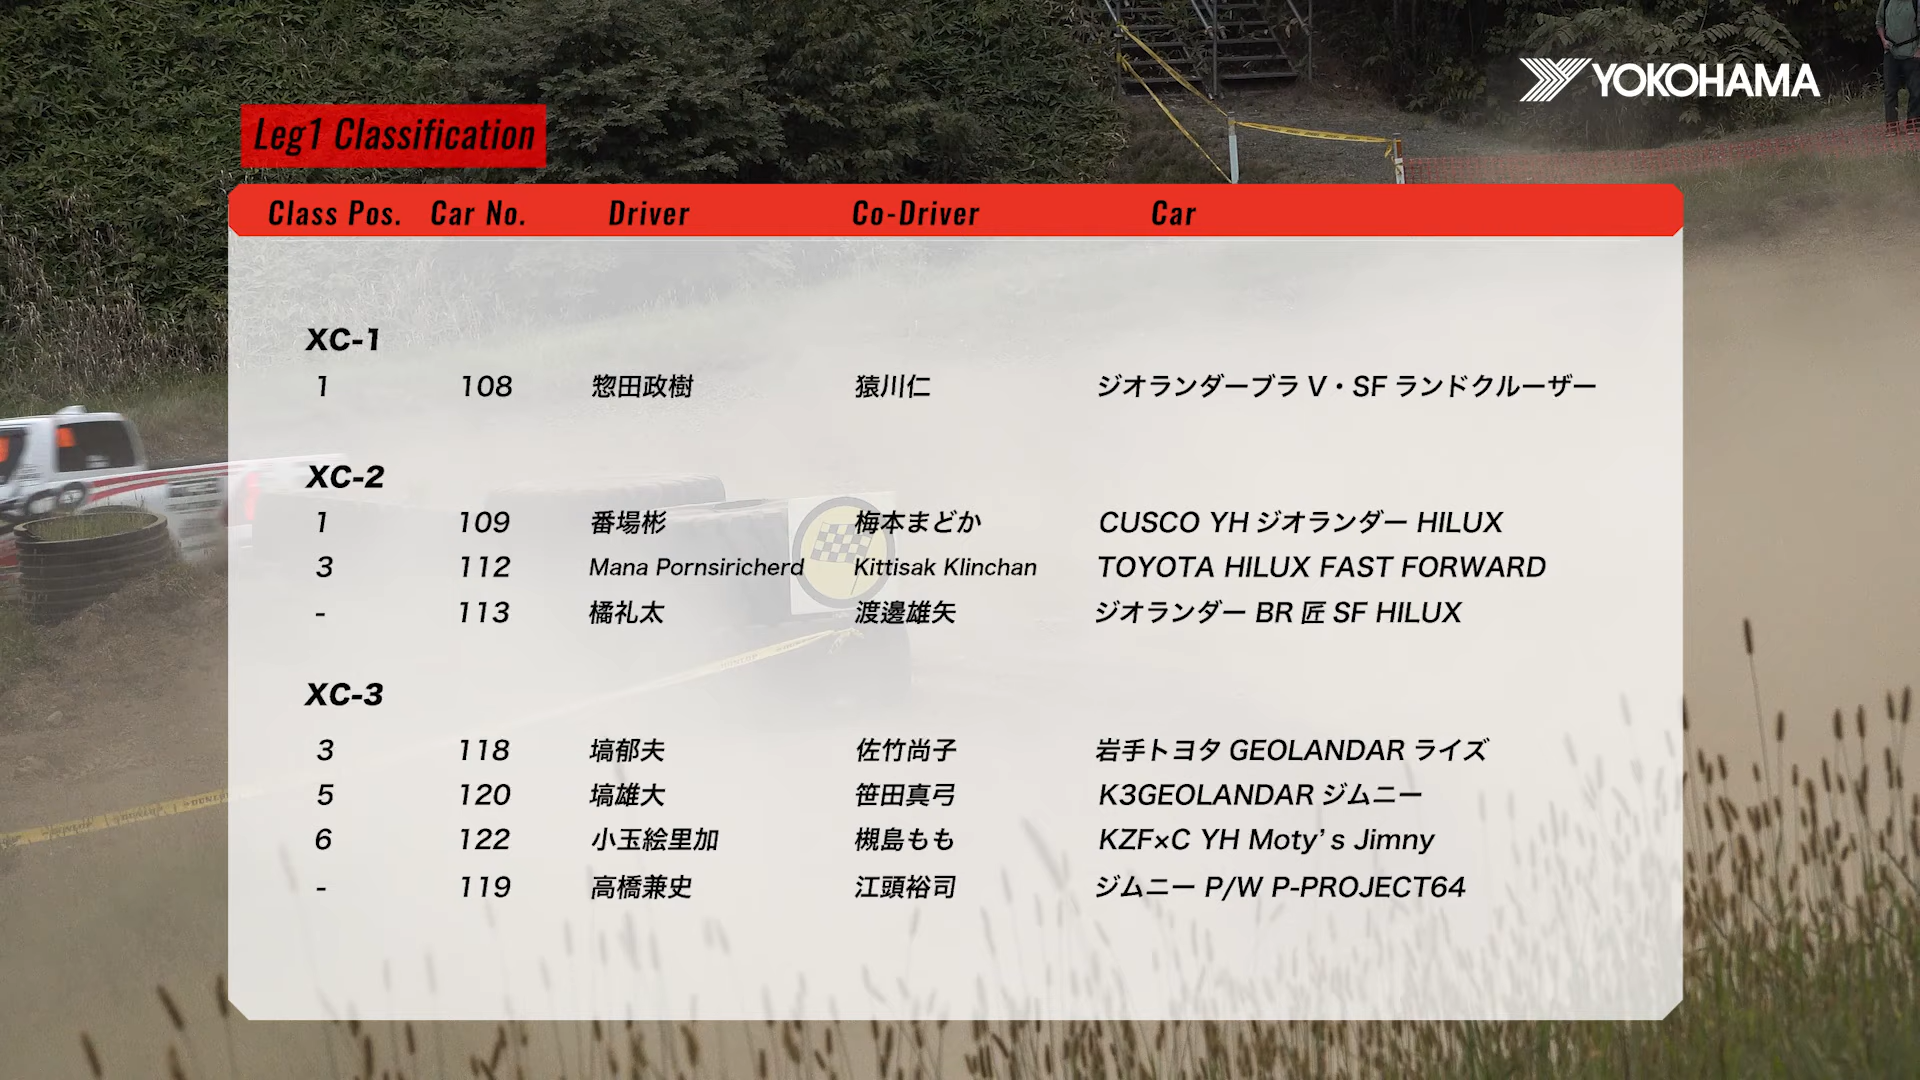 YOKOHAMA
Leg1 Classification
Class Pos. Car No. Driver Co-Driver Car
XC-1
1 108 惣田政樹 猿川仁 ジオランダーブラ V・SF ランドクルーザー
XC-2
1 109 番場彬 梅本まどか CUSCO YH ジオランダー HILUX
3 112 Mana Pornsiricherd Kittisak Klinchan TOYOTA HILUX FAST FORWARD
- 113 橘礼太 渡邊雄矢 ジオランダー BR 匠 SF HILUX
XC-3
3 118 塙郁夫 佐竹尚子 岩手トヨタ GEOLANDAR ライズ
5 120 塙雄大 笹田真弓 K3GEOLANDAR ジムニー
6 122 小玉絵里加 槻島もも KZF×C YH Moty’s Jimny
- 119 高橋兼史 江頭裕司 ジムニー P/W P-PROJECT64